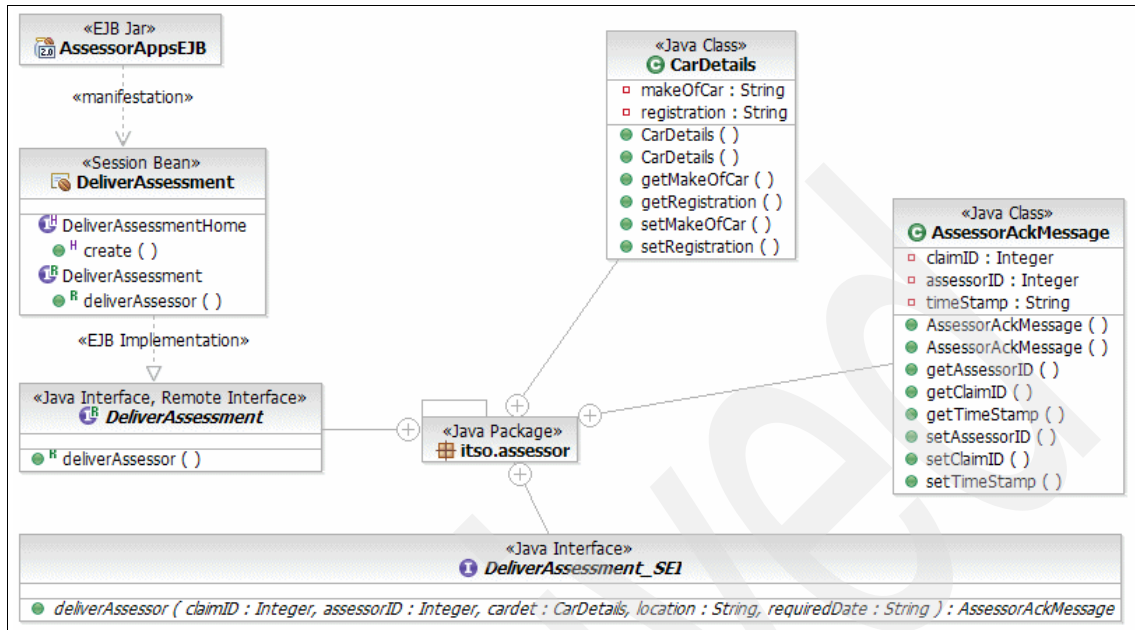 «EJB Jar»
2.0 AssessorAppsEJB
«manifestation»
«Session Bean»
DeliverAssessment
H DeliverAssessmentHome
H create ( )
R DeliverAssessment
R deliverAssessor ( )
«EJB Implementation»
«Java Interface, Remote Interface»
R DeliverAssessment
R deliverAssessor ( )
«Java Package»
itso.assessor
«Java Class»
C CarDetails
makeOfCar : String
registration : String
CarDetails ( )
CarDetails ( )
getMakeOfCar ( )
getRegistration ( )
setMakeOfCar ( )
setRegistration ( )
«Java Class»
C AssessorAckMessage
claimID : Integer
assessorID : Integer
timeStamp : String
AssessorAckMessage ( )
AssessorAckMessage ( )
getAssessorID ( )
getClaimID ( )
getTimeStamp ( )
setAssessorID ( )
setClaimID ( )
setTimeStamp ( )
«Java Interface»
I DeliverAssessment_SEI
deliverAssessor ( claimID : Integer, assessorID : Integer, cardet : CarDetails, location : String, requiredDate : String ) : AssessorAckMessage